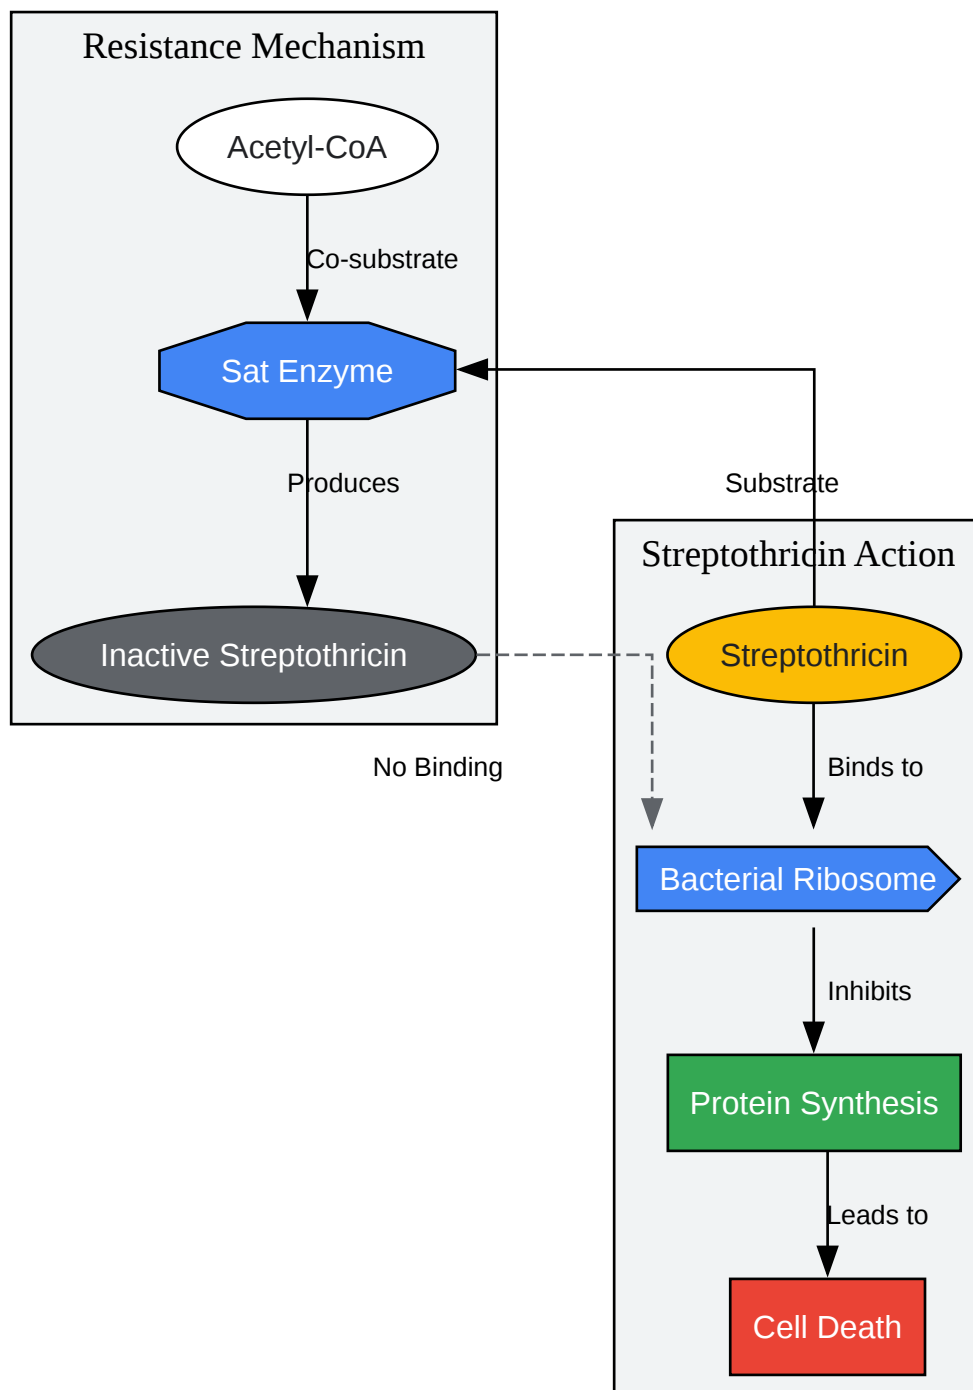 Resistance Mechanism
Acetyl-CoA
Co-substrate
Sat Enzyme
Produces
Substrate
Streptothricin Action
Inactive Streptothricin
Streptothricin
No Binding
Binds to
Bacterial Ribosome
Inhibits
Protein Synthesis
Leads to
Cell Death